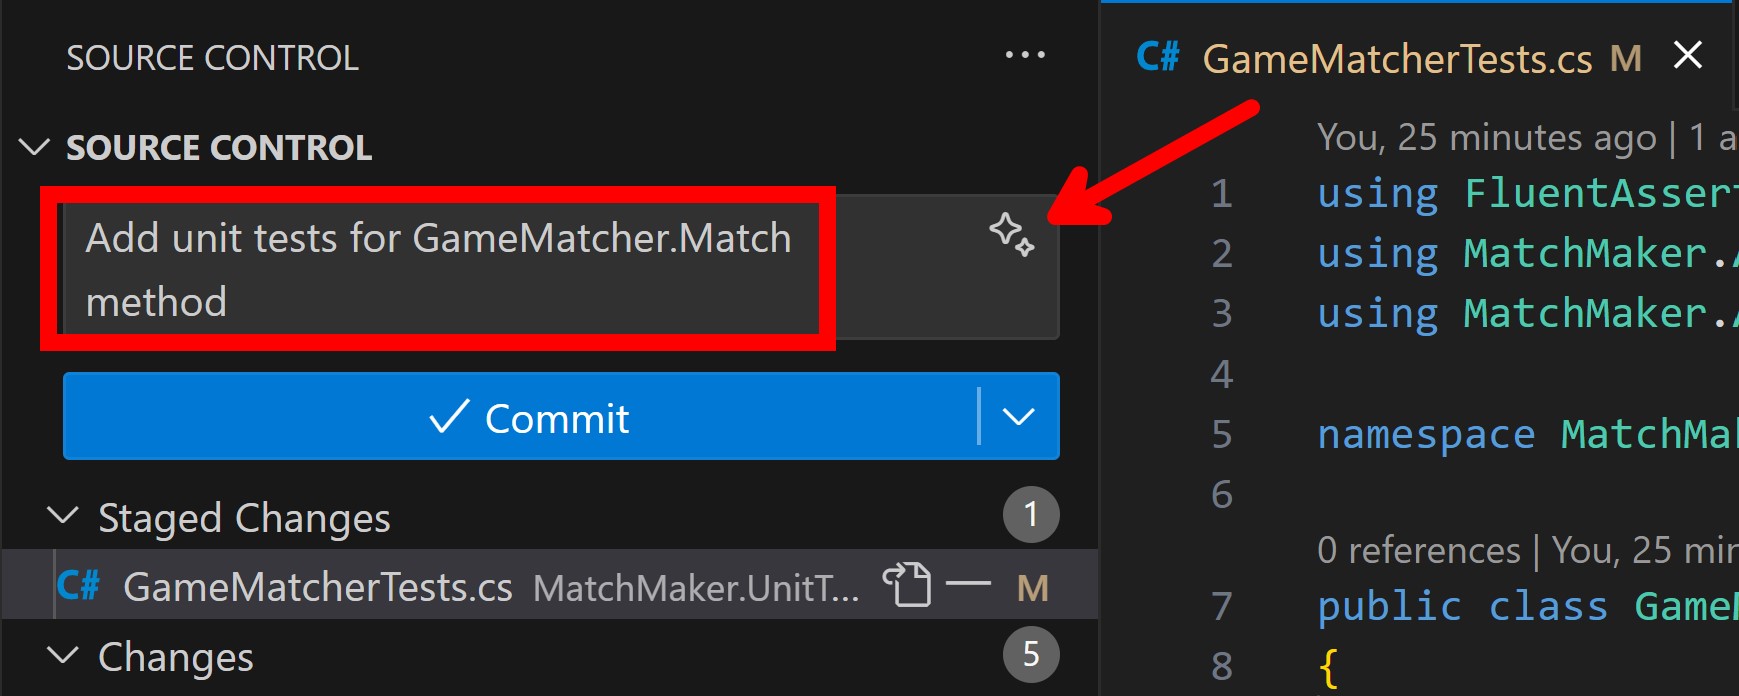 SOURCE CONTROL
SOURCE CONTROL
Add unit tests for GameMatcher.Match
method
Commit
Staged Changes 1
C# GameMatcherTests.cs MatchMaker.UnitT... M
Changes 5
C# GameMatcherTests.cs M
You, 25 minutes ago | 1 a
1 using FluentAssert
2 using MatchMaker.
3 using MatchMaker.
4
5 namespace MatchMak
6
0 references | You, 25 min
7 public class GameM
8 {